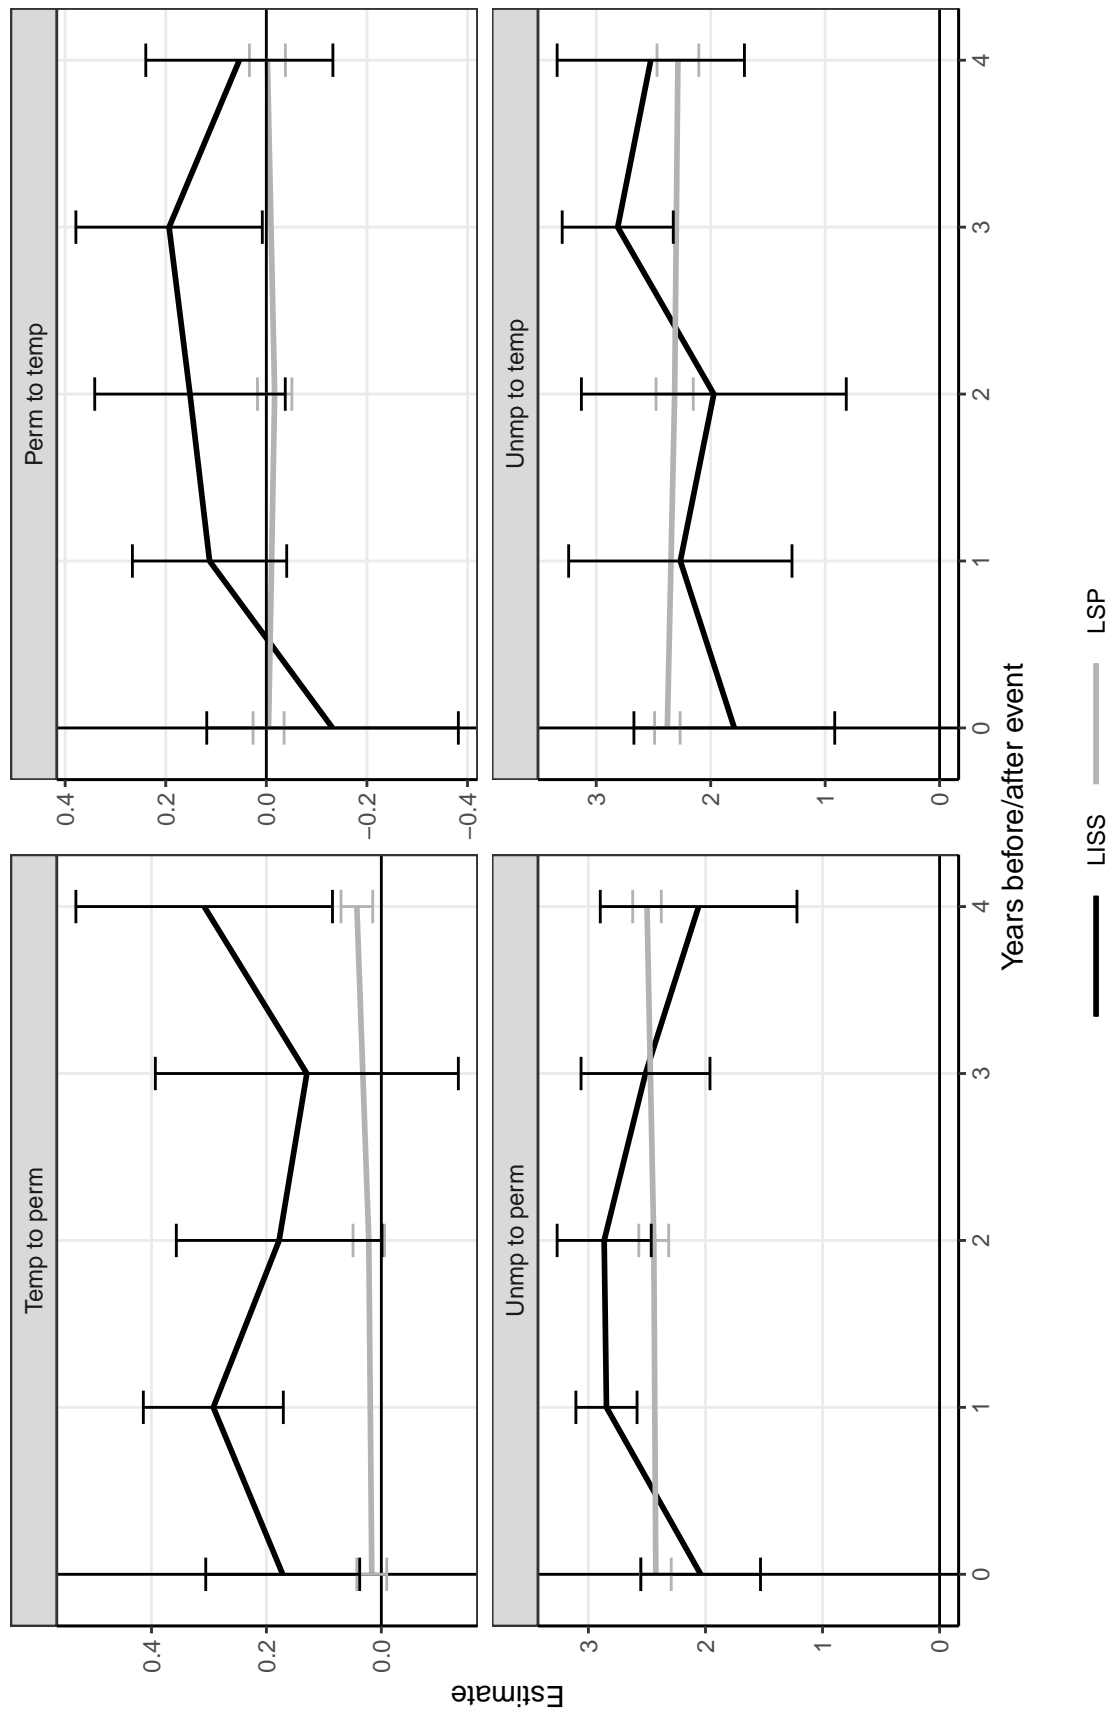 Temp to perm
Perm to temp
0.4
0.2
0.0
0.4
0.2
0.0
−0.2
−0.4
Unmp to perm
Unmp to temp
3
2
1
0
3
2
1
0
0 1 2 3 4
0 1 2 3 4
Estimate
Years before/after event
LISS LSP